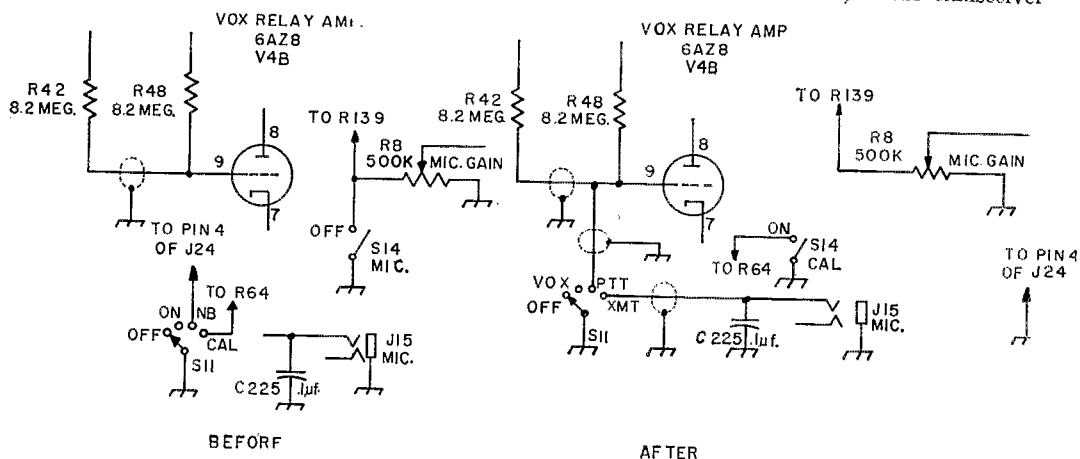 TRANSCEIVER
VOX RELAY AM
6AZ8
V4B
R42
8.2 MEG.
R48
8.2 MEG.
8
9
7
TO R139
R8
500K
MIC. GAIN
OFF
S14
MIC.
TO PIN 4
OF J24
TO R64
ON
NB
OFF
CAL
S11
J15
MIC.
C225 .1µf.
BEFORF
VOX RELAY AMP
6AZ8
V4B
R42
8.2 MEG.
R48
8.2 MEG.
8
9
7
TO R139
R8
500K
MIC. GAIN
ON
S14
CAL
TO R64
TO PIN 4
OF J24
VOX
PTT
OFF
XMT
S11
J15
MIC.
C225 .1µf.
AFTER